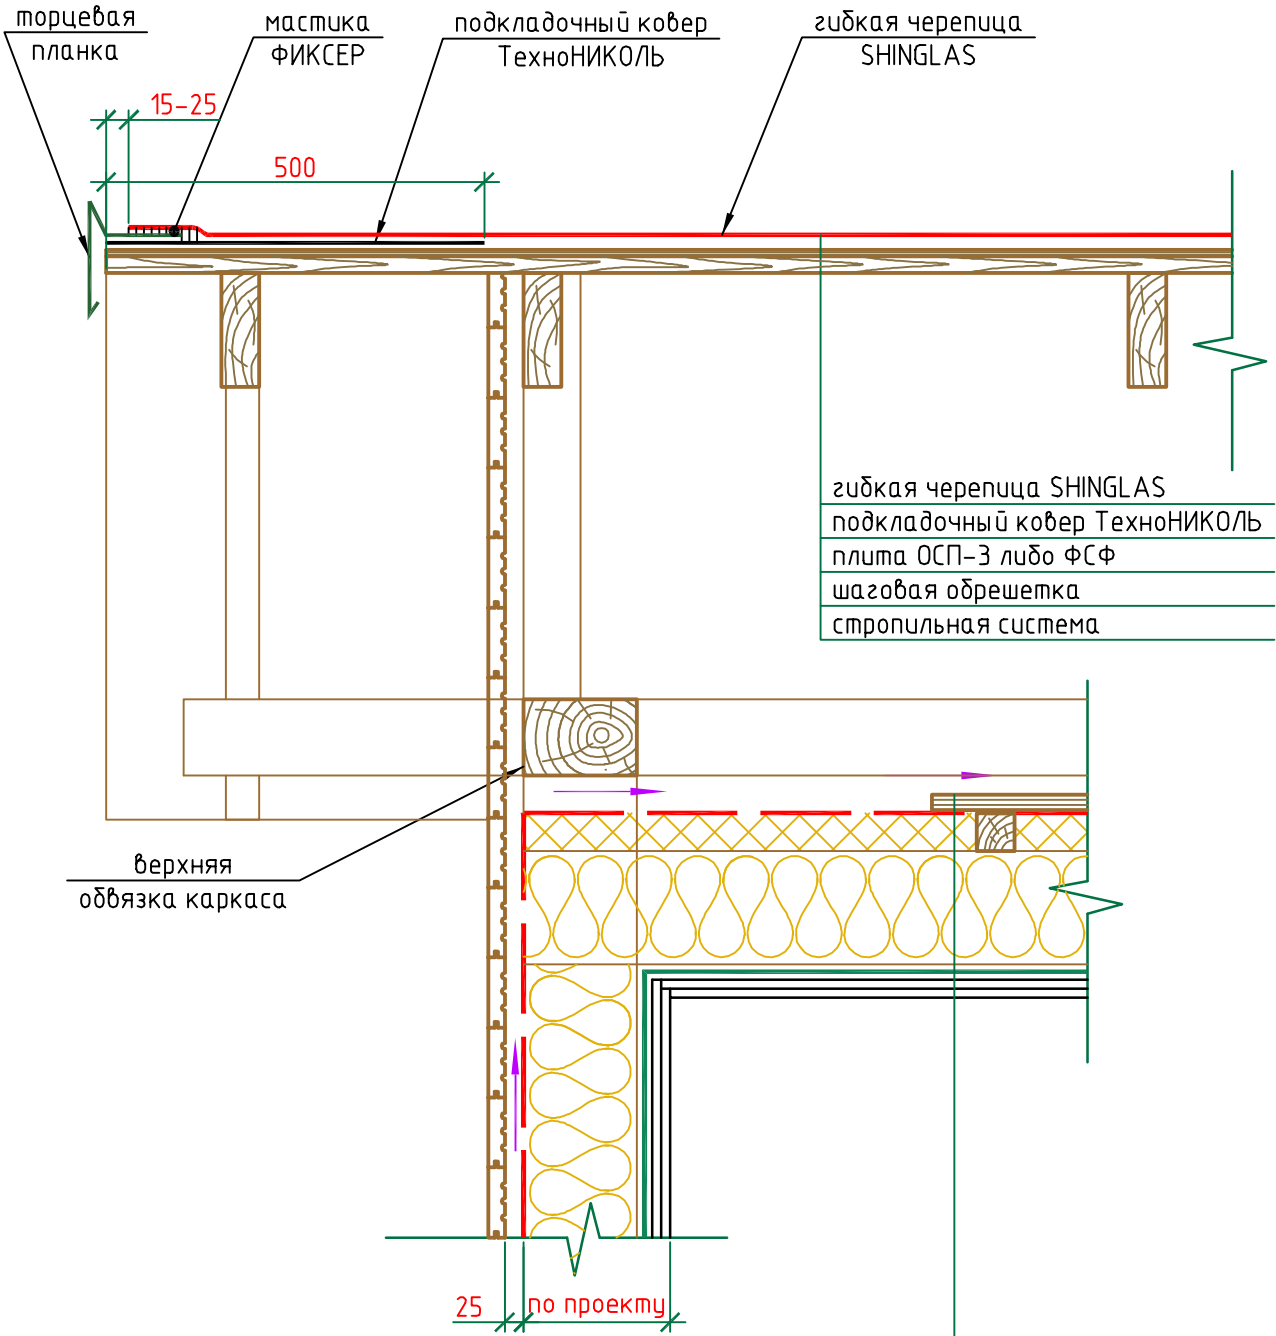 торцевая
планка
мастика
ФИКСЕР
подкладочный ковер
ТехноНИКОЛЬ
гибкая черепица
SHINGLAS
15-25
500
гибкая черепица SHINGLAS
подкладочный ковер ТехноНИКОЛЬ
плита ОСП-3 либо ФСФ
шаговая обрешетка
стропильная система
верхняя
обвязка каркаса
25
по проекту